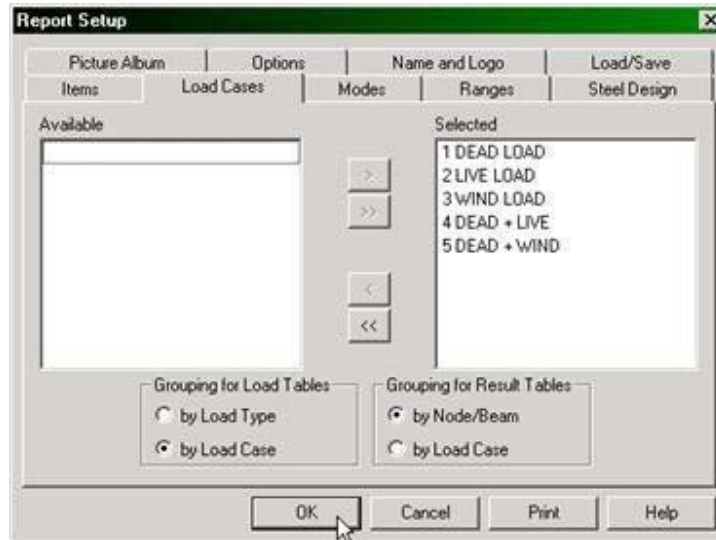 Report Setup
Picture Album Options Name and Logo Load/Save
Items Load Cases Modes Ranges Steel Design
Available Selected
1 DEAD LOAD
2 LIVE LOAD
3 WIND LOAD
4 DEAD + LIVE
5 DEAD + WIND
>
>>
<
<<
Grouping for Load Tables Grouping for Result Tables
by Load Type by Node/Beam
by Load Case by Load Case
OK Cancel Print Help